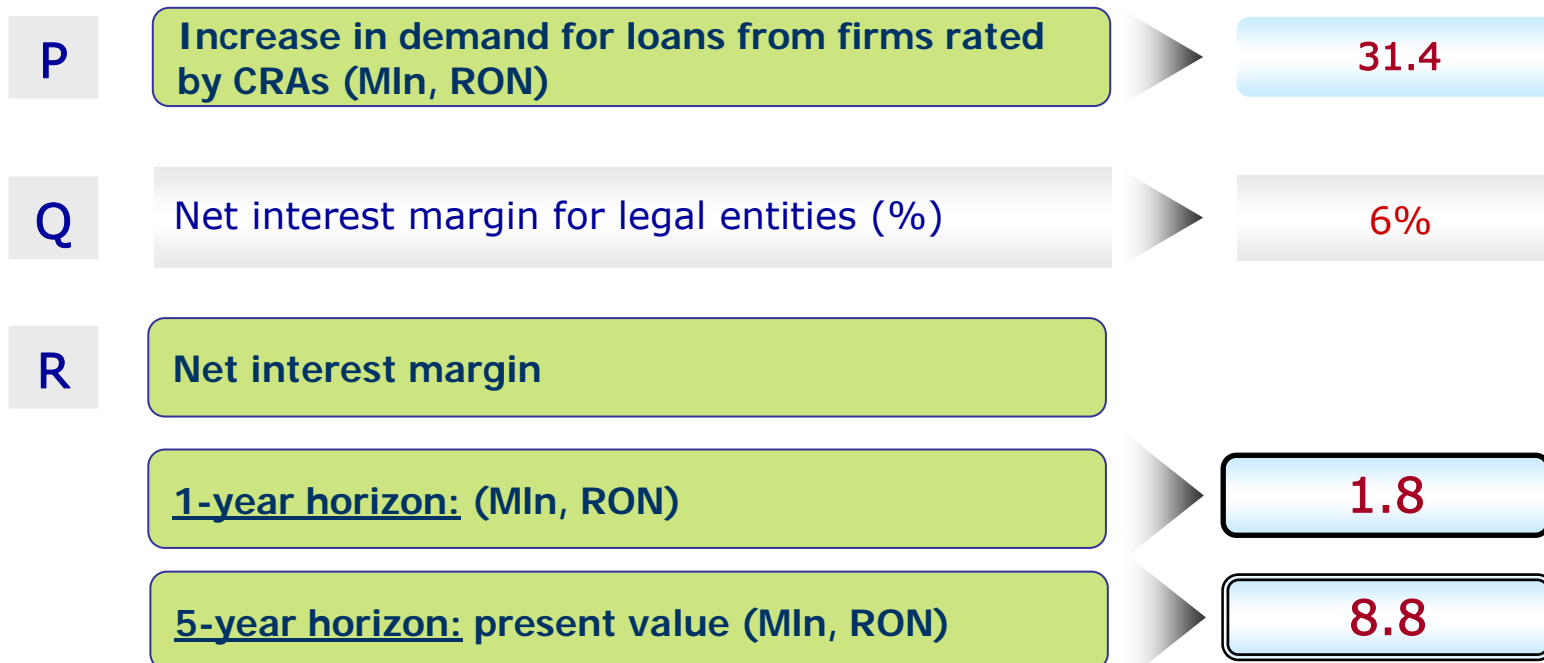 P
Increase in demand for loans from firms rated
by CRAs (Mln, RON)
31.4
Q
Net interest margin for legal entities (%)
6%
R
Net interest margin
1-year horizon: (Mln, RON)
1.8
5-year horizon: present value (Mln, RON)
8.8